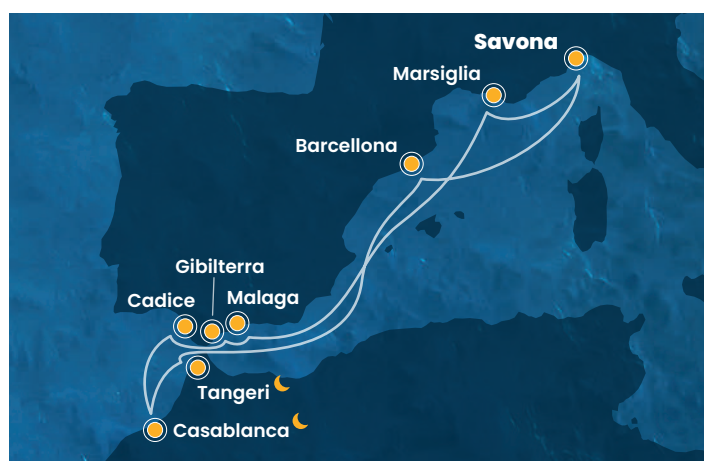 Savona
Marsiglia
Barcellona
Gibilterra
Cadice
Malaga
Tangeri
Casablanca